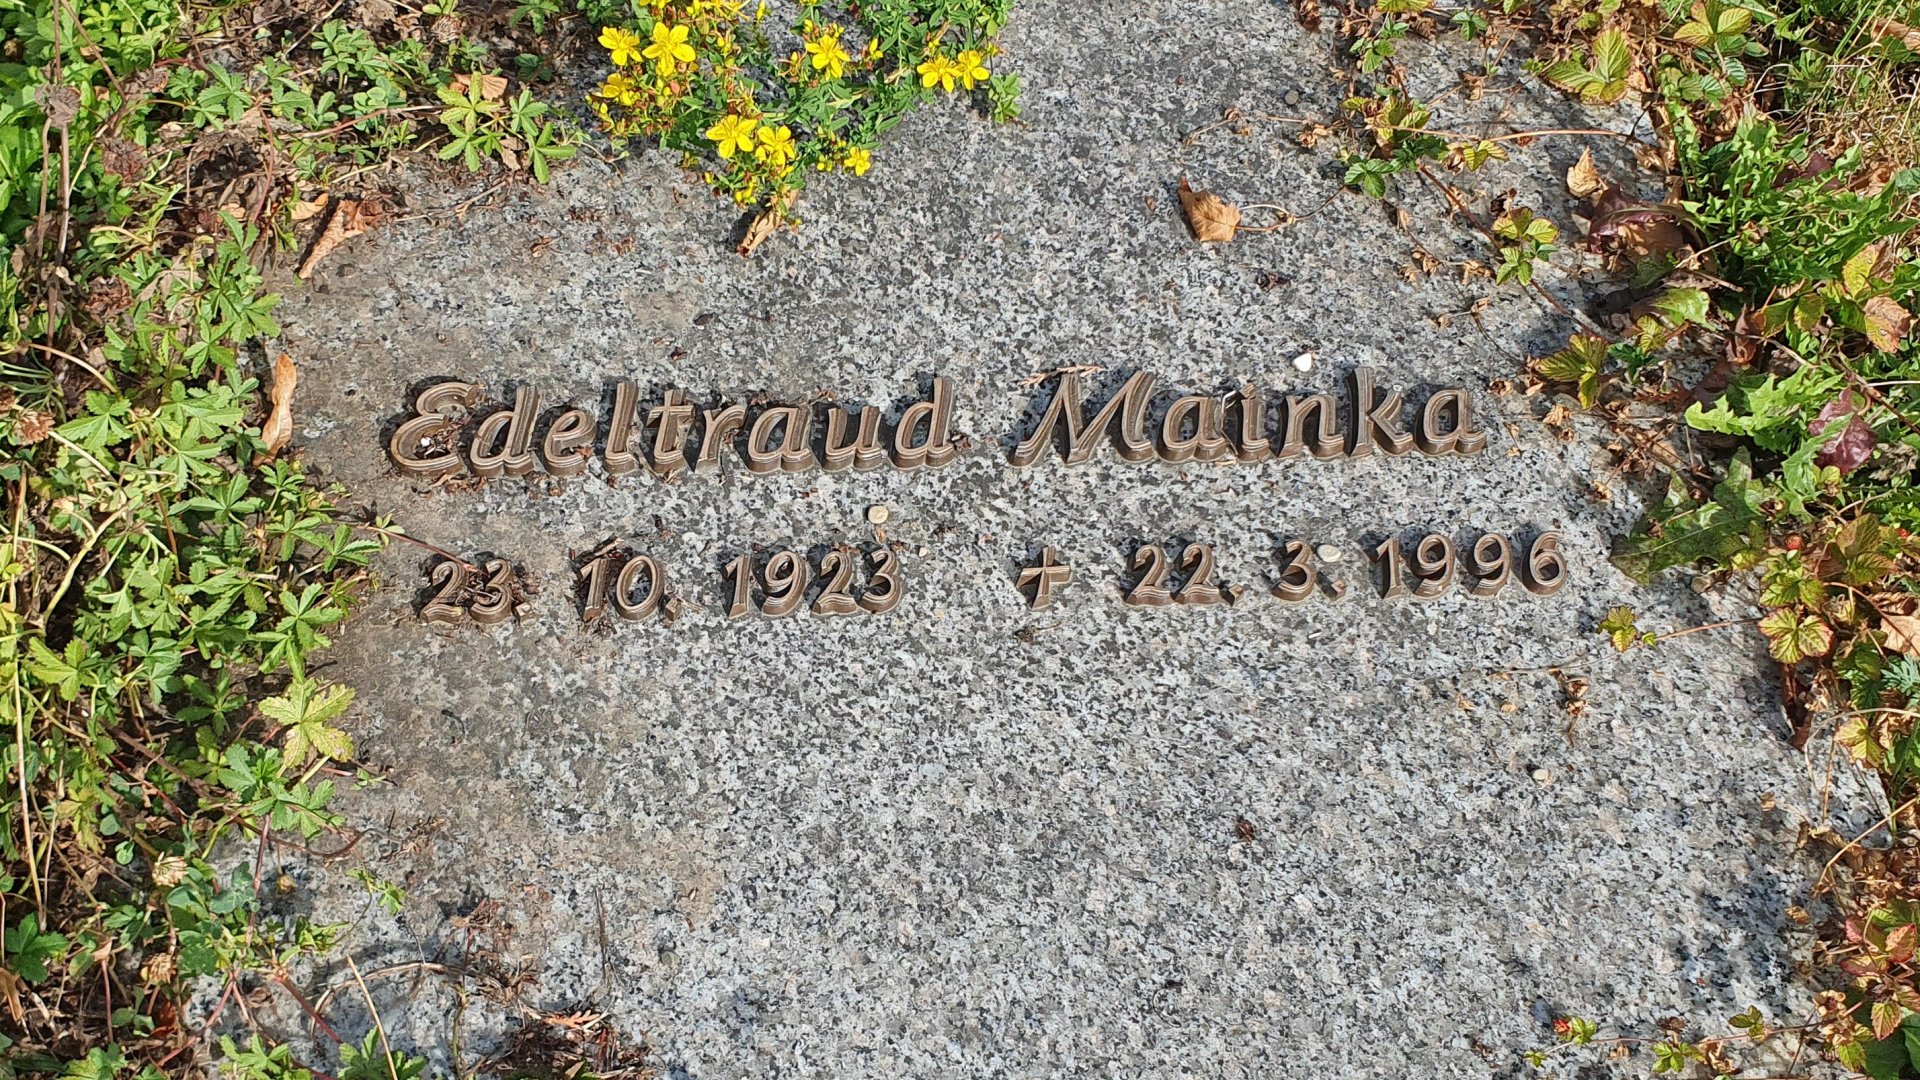 Edeltraud Mainka
23. 10. 1923 + 22. 3. 1996